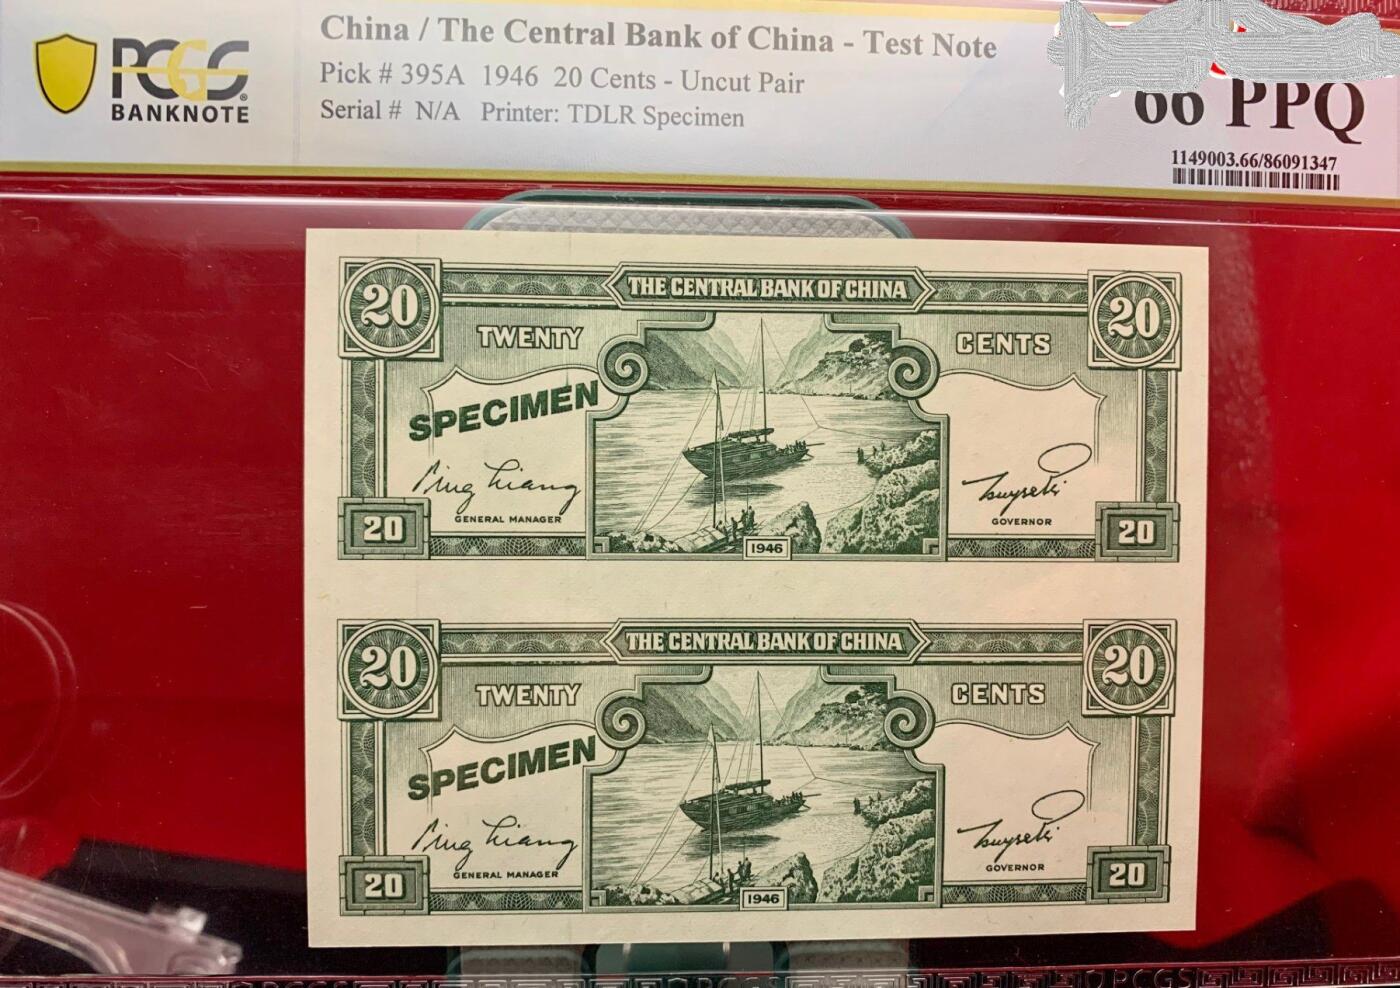 PCGS
BANKNOTE
China / The Central Bank of China - Test Note
Pick # 395A 1946 20 Cents - Uncut Pair
Serial # N/A Printer: TDLR Specimen
66 PPQ
1149003.66/86091347
THE CENTRAL BANK OF CHINA
20
20
TWENTY
CENTS
SPECIMEN
GENERAL MANAGER
GOVERNOR
20
1946
20
THE CENTRAL BANK OF CHINA
20
20
TWENTY
CENTS
SPECIMEN
GENERAL MANAGER
GOVERNOR
20
1946
20
PCGS